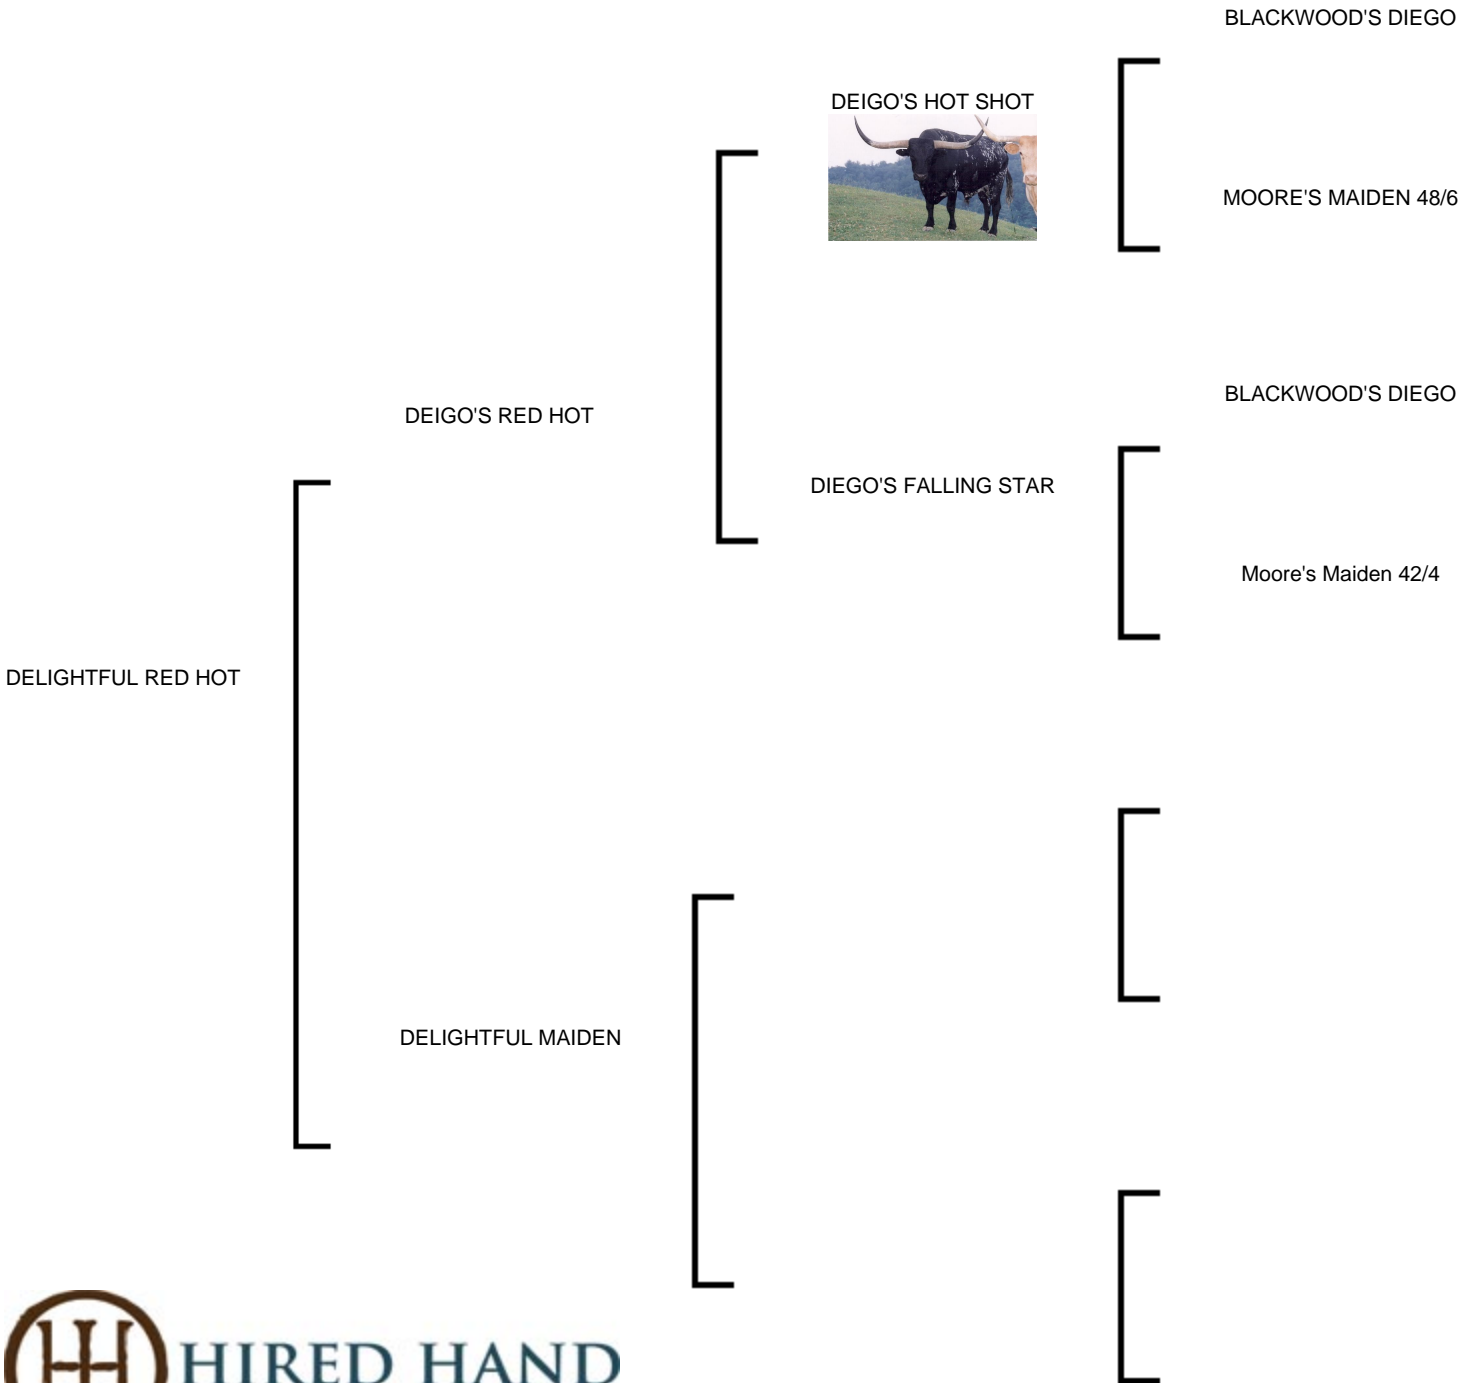 BLACKWOOD'S DIEGO
DEIGO'S HOT SHOT
MOORE'S MAIDEN 48/6
BLACKWOOD'S DIEGO
DEIGO'S RED HOT
DIEGO'S FALLING STAR
Moore's Maiden 42/4
DELIGHTFUL RED HOT
DELIGHTFUL MAIDEN
HIRED HAND